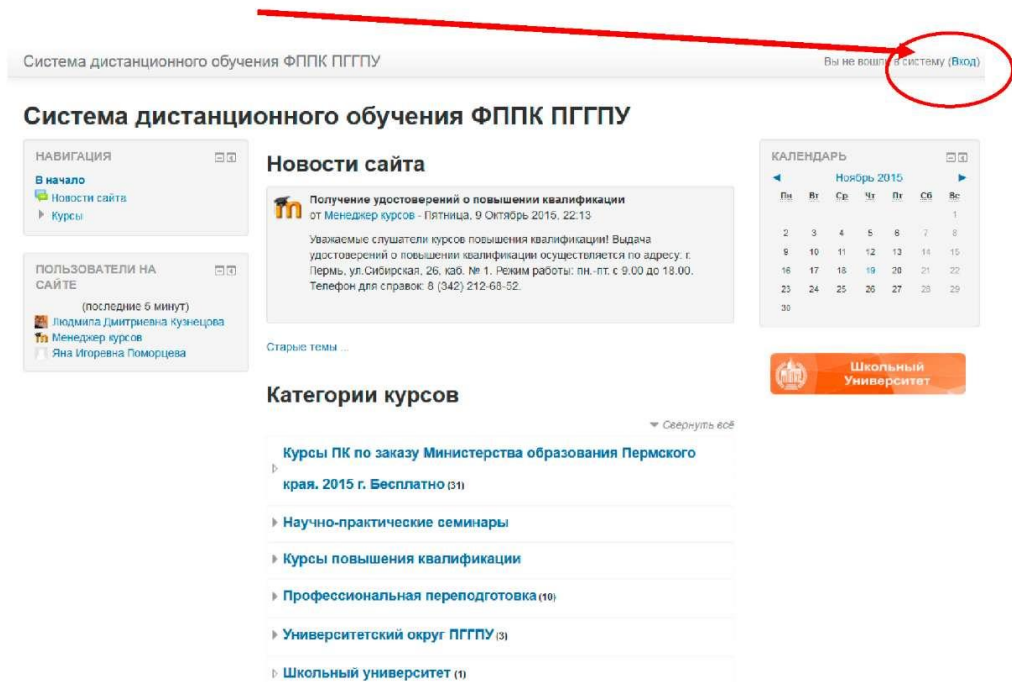 Система дистанционного обучения ФППК ПГГПУ
Вы не вошли в систему (Вход)
Система дистанционного обучения ФППК ПГГПУ
НАВИГАЦИЯ
В начало
Новости сайта
Курсы
ПОЛЬЗОВАТЕЛИ НА
САЙТЕ
(последние 5 минут)
Людмила Дмитриевна Кузнецова
Менеджер курсов
Яна Игоревна Поморцева
Новости сайта
Получение удостоверений о повышении квалификации
от Менеджер курсов - Пятница, 9 Октябрь 2015, 22:13
Уважаемые слушатели курсов повышения квалификации! Выдача
удостоверений о повышении квалификации осуществляется по адресу: г.
Пермь, ул.Сибирская, 26, каб. № 1. Режим работы: пн.-пт. с 9.00 до 18.00.
Телефон для справок: 8 (342) 212-68-52.
Старые темы ...
Категории курсов
Свернуть всё
Курсы ПК по заказу Министерства образования Пермского
края. 2015 г. Бесплатно (31)
Научно-практические семинары
Курсы повышения квалификации
Профессиональная переподготовка (10)
Университетский округ ПГГПУ (3)
Школьный университет (1)
КАЛЕНДАРЬ
Ноябрь 2015
Пн Вт Ср Чт Пт Сб Вс
1
2 3 4 5 6 7 8
9 10 11 12 13 14 15
16 17 18 19 20 21 22
23 24 25 26 27 28 29
30
Школьный
Университет